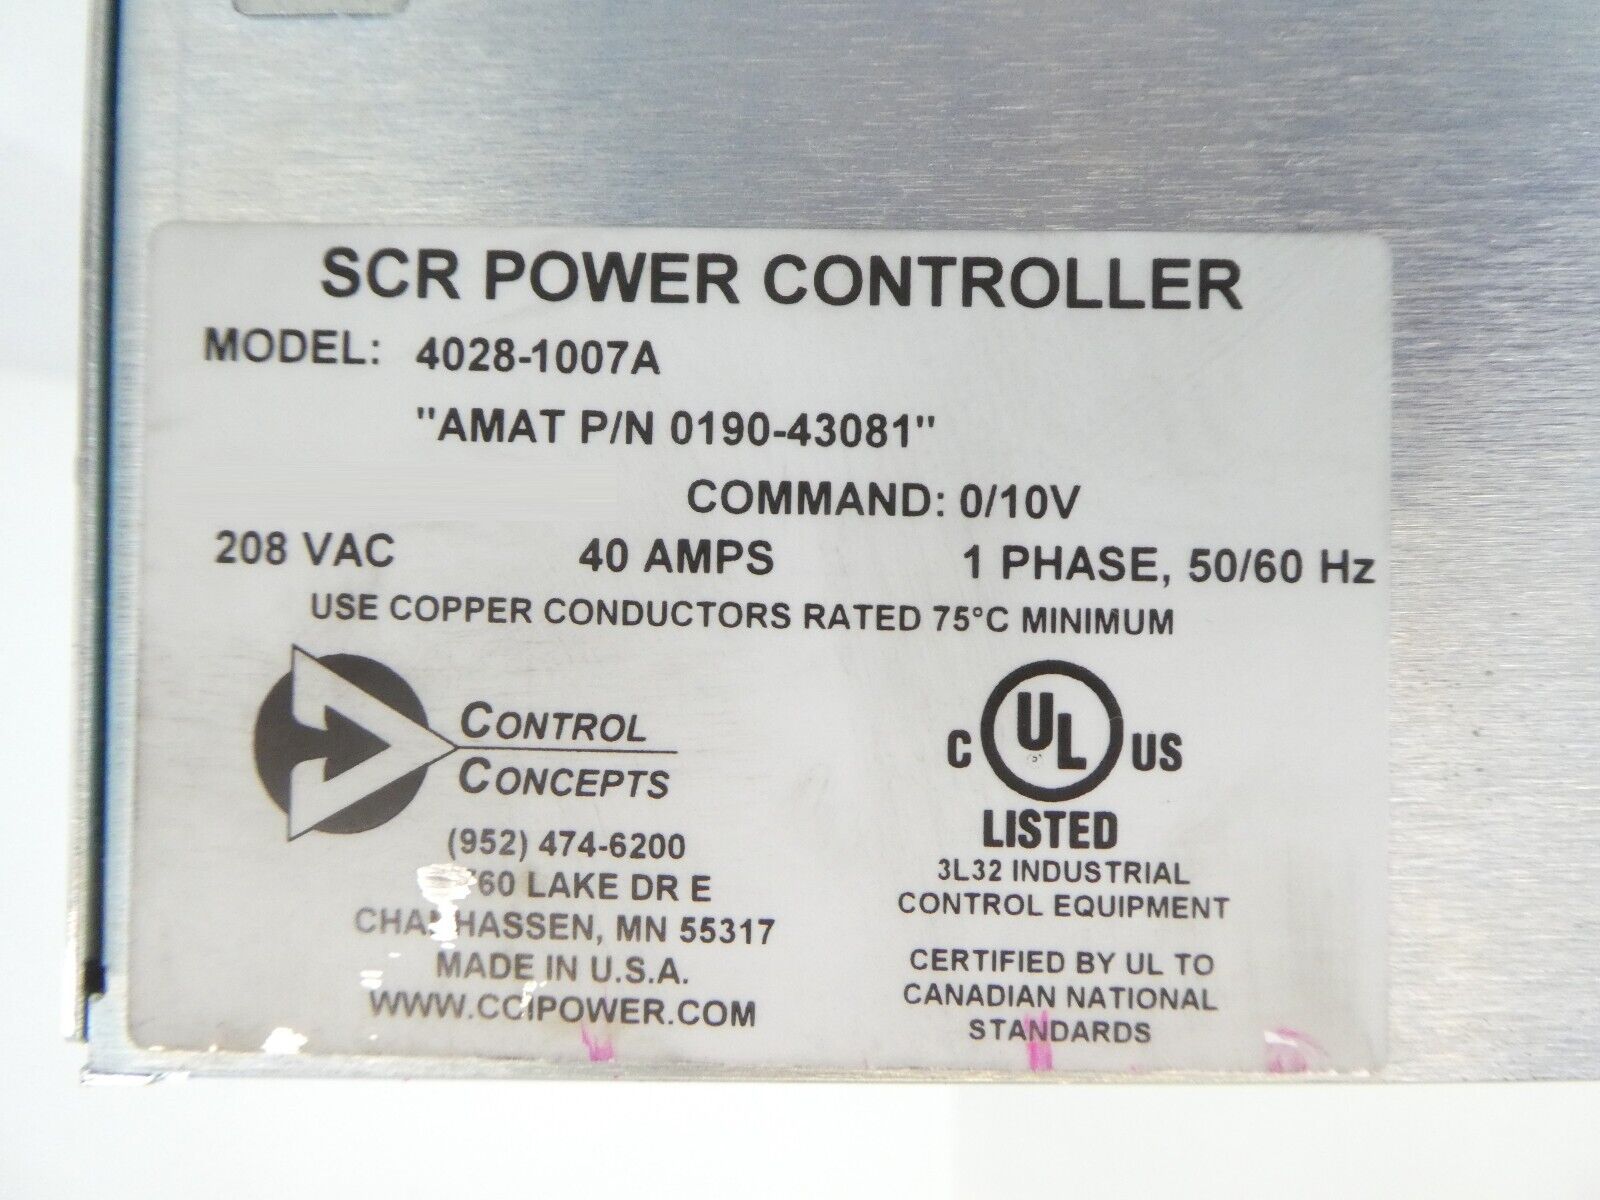 SCR POWER CONTROLLER
MODEL: 4028-1007A
"AMAT P/N 0190-43081"
COMMAND: 0/10V
208 VAC 40 AMPS 1 PHASE, 50/60 Hz
USE COPPER CONDUCTORS RATED 75°C MINIMUM
CONTROL
CONCEPTS
(952) 474-6200
LAKE DR E
CHANHASSEN, MN 55317
MADE IN U.S.A.
WWW.CCIPOWER.COM
C UL US
LISTED
3L32 INDUSTRIAL
CONTROL EQUIPMENT
CERTIFIED BY UL TO
CANADIAN NATIONAL
STANDARDS